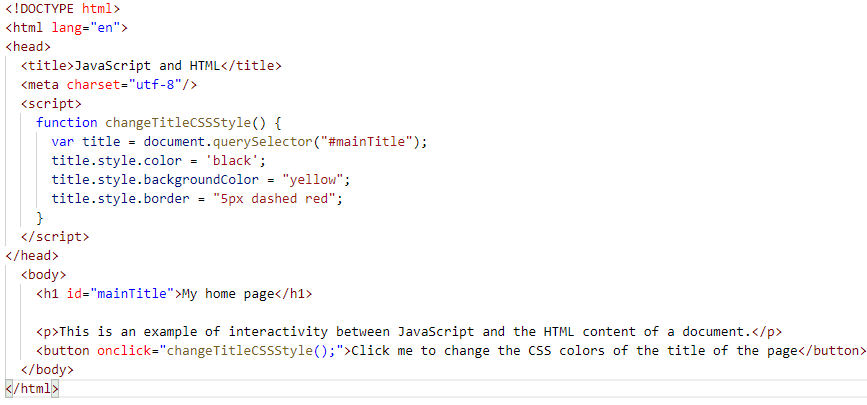 <!DOCTYPE html>
<html lang="en">
<head>
  <title>JavaScript and HTML</title>
  <meta charset="utf-8"/>
  <script>
    function changeTitleCSSStyle() {
      var title = document.querySelector("#mainTitle");
      title.style.color = 'black';
      title.style.backgroundColor = "yellow";
      title.style.border = "5px dashed red";
    }
  </script>
</head>
  <body>
    <h1 id="mainTitle">My home page</h1>

    <p>This is an example of interactivity between JavaScript and the HTML content of a document.</p>
    <button onclick="changeTitleCSSStyle();">Click me to change the CSS colors of the title of the page</button>
  </body>
</html>